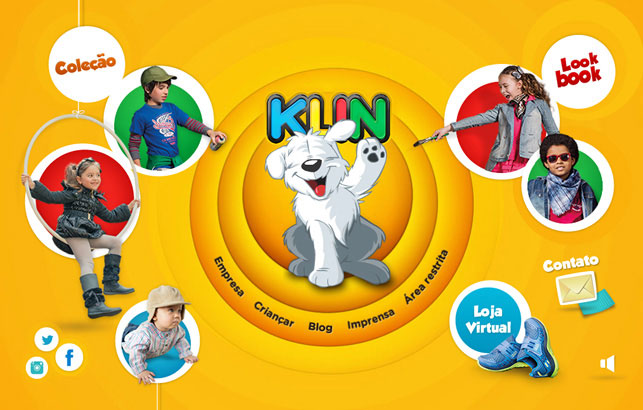 Coleção
Look
book
KLIN
Empresa
Criançar
Blog
Imprensa
Área restrita
Contato
Loja
Virtual